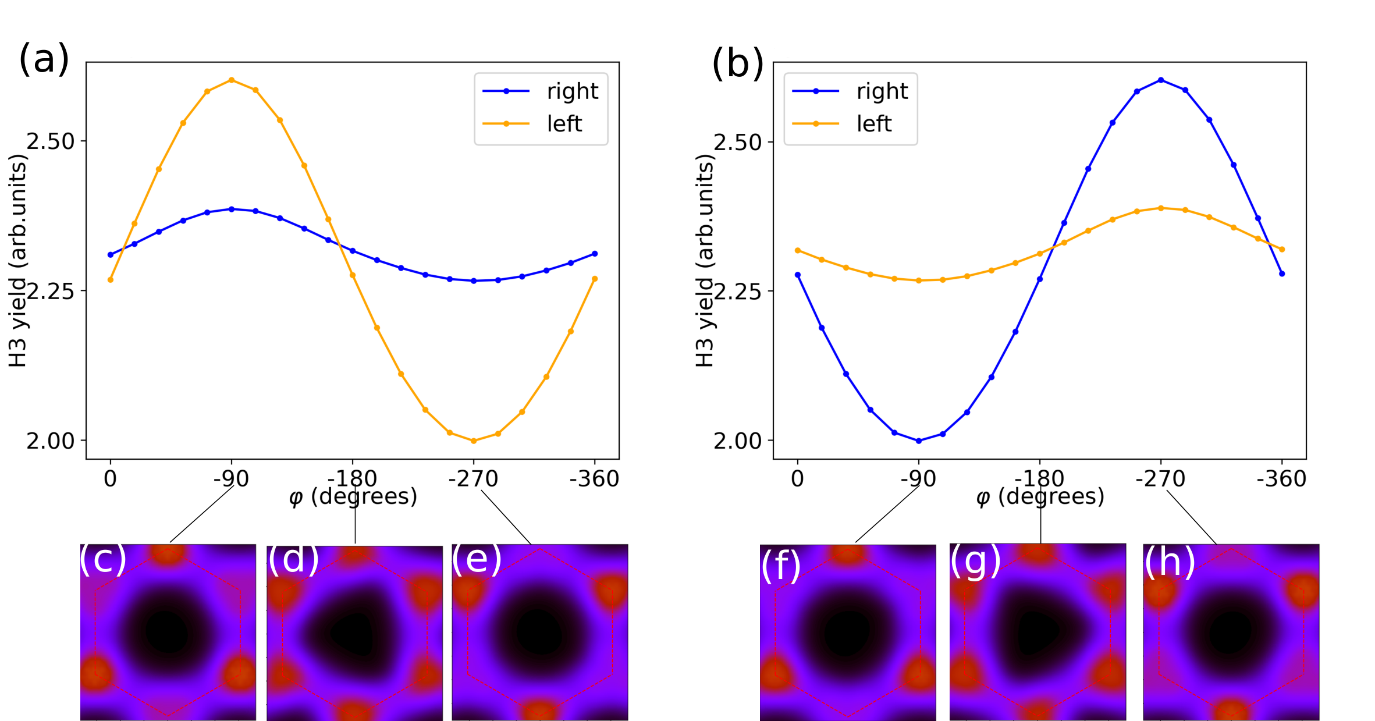 (a)
right
left
2.50
2.25
2.00
H3 yield (arb.units)
0 -90 -180 -270 -360
φ (degrees)
(b)
right
left
2.50
2.25
2.00
H3 yield (arb.units)
0 -90 -180 -270 -360
φ (degrees)
(c) (d) (e) (f) (g) (h)